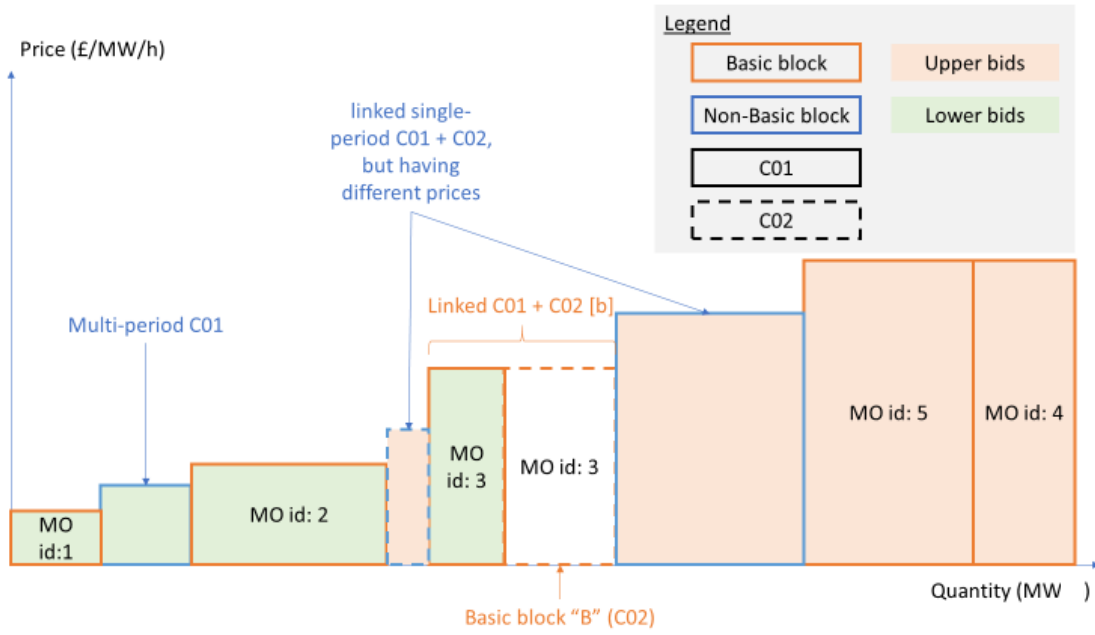 Price (£/MW/h)
Legend
Basic block
Upper bids
Non-Basic block
Lower bids
C01
C02
linked single-
period C01 + C02,
but having
different prices
Multi-period C01
Linked C01 + C02 [b]
MO
id:1
MO id: 2
MO
id: 3
MO id: 3
MO id: 5
MO id: 4
Quantity (MW )
Basic block “B” (C02)